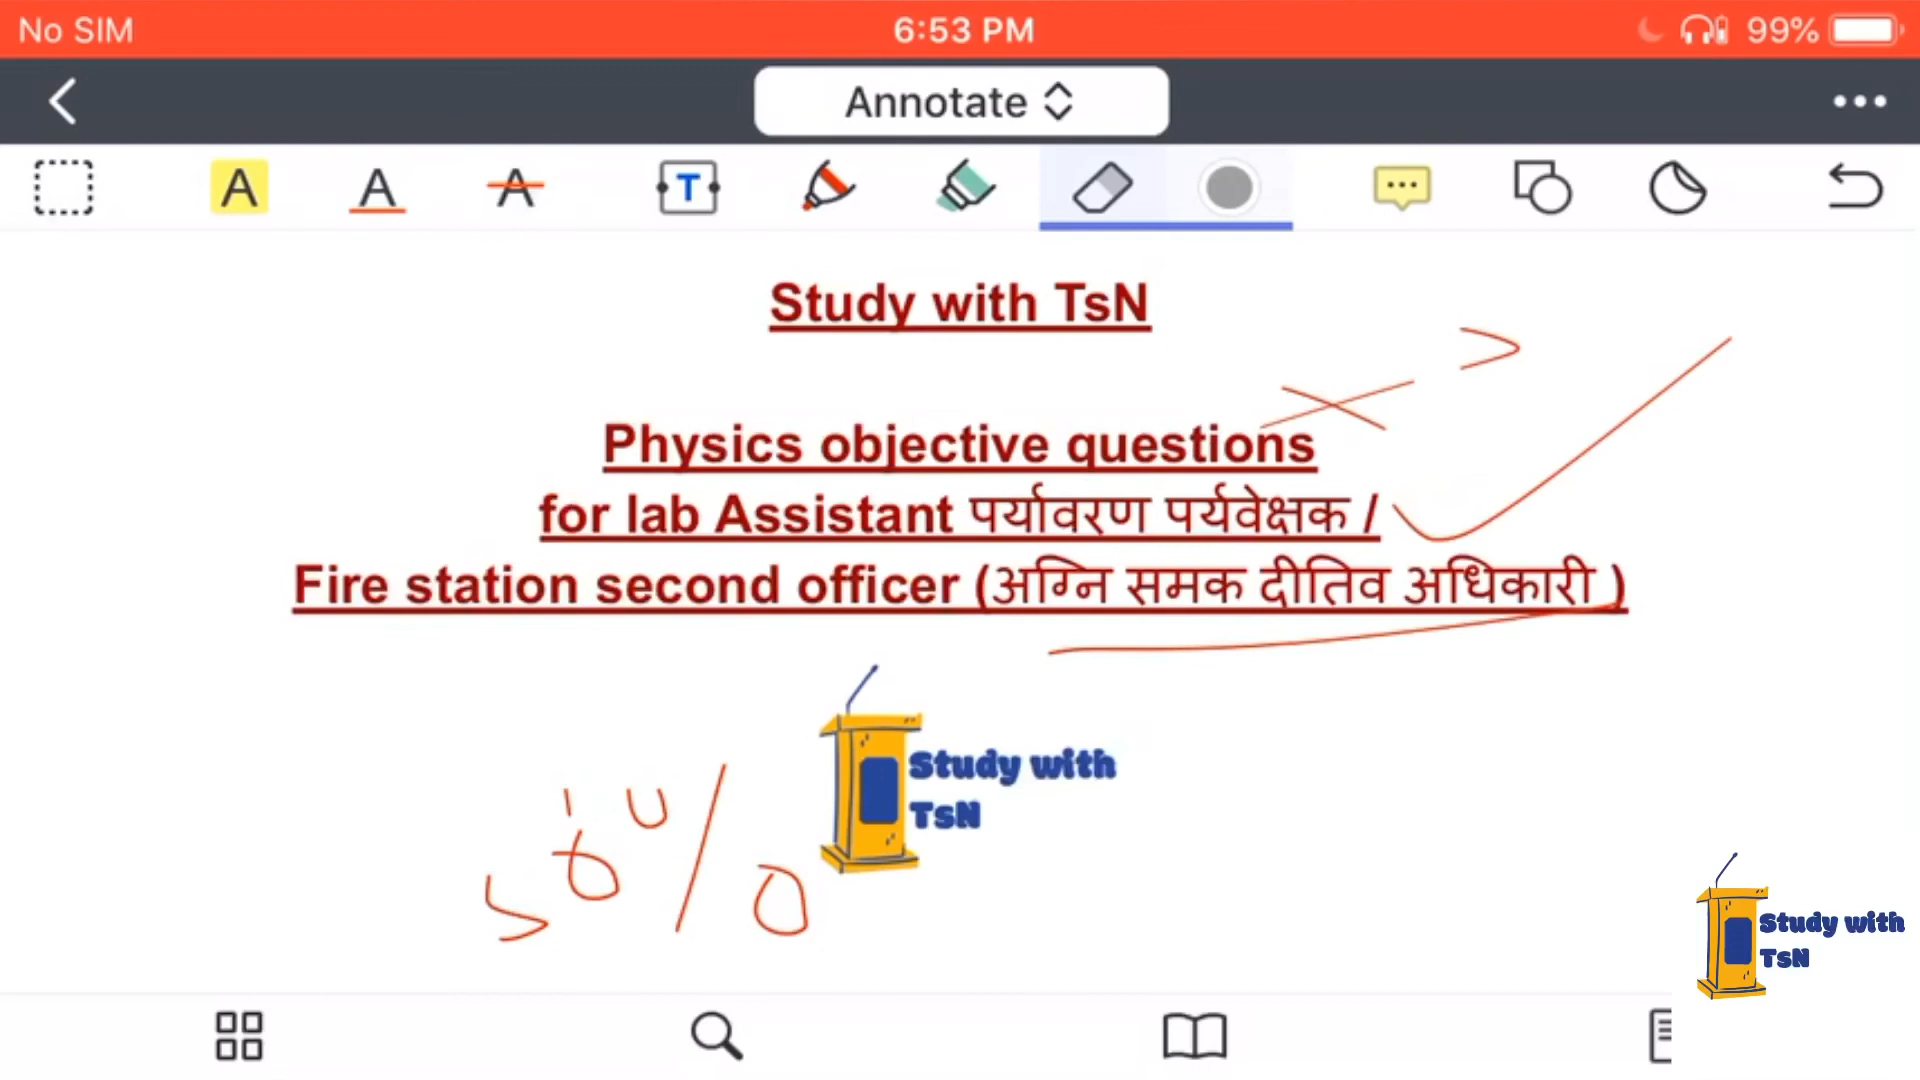 No SIM
6:53 PM
99%
Annotate
A A A T
Study with TsN
Physics objective questions
for lab Assistant पर्यावरण पर्यवेक्षक /
Fire station second officer (अग्नि समक दीतिव अधिकारी )
Study with
TsN
Study with
TsN